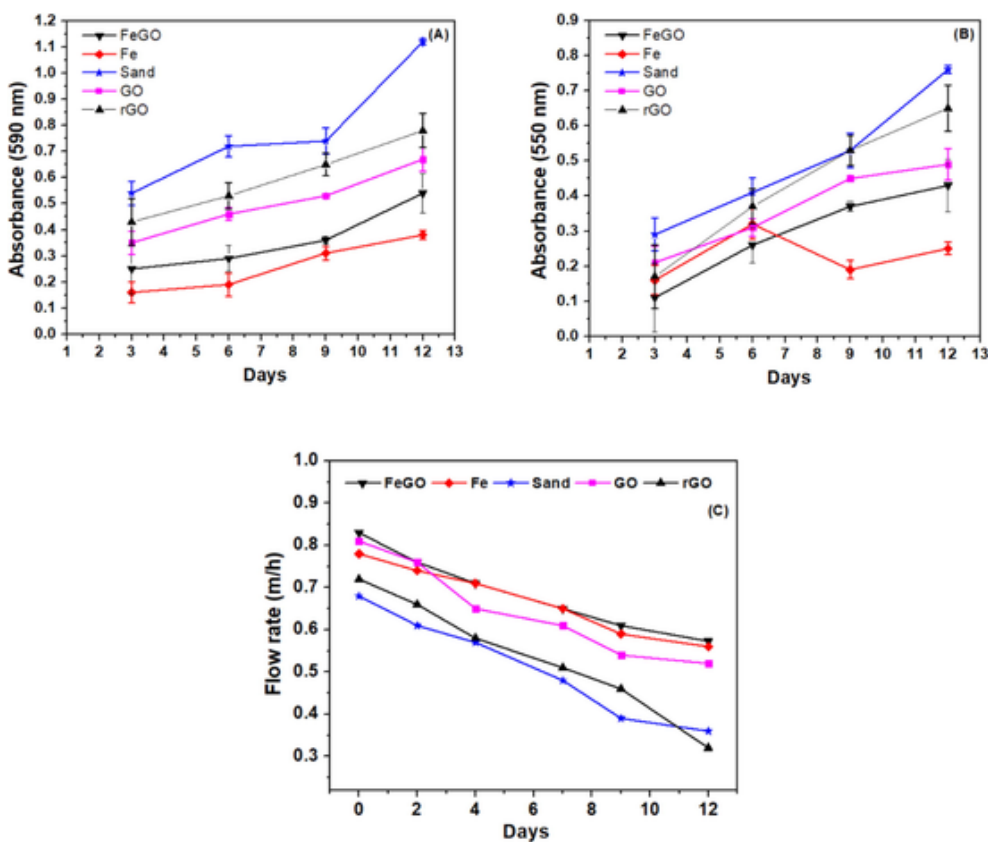 (A)
FeGO
Fe
Sand
GO
rGO
Absorbance (590 nm)
1.2
1.1
1.0
0.9
0.8
0.7
0.6
0.5
0.4
0.3
0.2
0.1
0.0
1 2 3 4 5 6 7 8 9 10 11 12 13
Days
(B)
FeGO
Fe
Sand
GO
rGO
Absorbance (550 nm)
0.9
0.8
0.7
0.6
0.5
0.4
0.3
0.2
0.1
0.0
1 2 3 4 5 6 7 8 9 10 11 12 13
Days
FeGO Fe Sand GO rGO
(C)
Flow rate (m/h)
1.0
0.9
0.8
0.7
0.6
0.5
0.4
0.3
0 2 4 6 8 10 12
Days